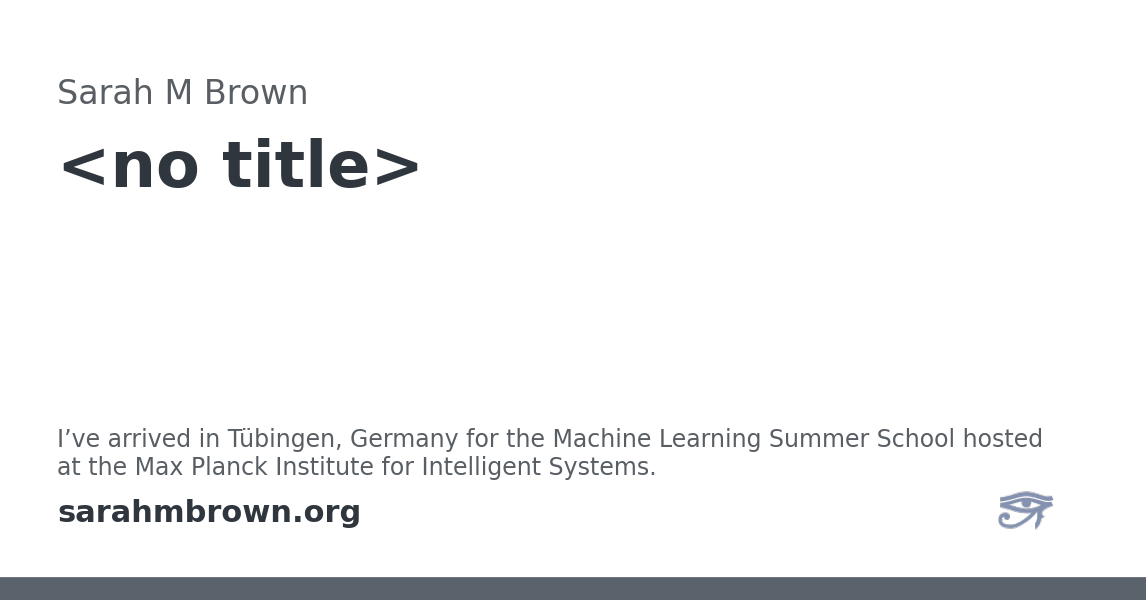 Sarah M Brown
<no title>
I’ve arrived in Tübingen, Germany for the Machine Learning Summer School hosted
at the Max Planck Institute for Intelligent Systems.
sarahmbrown.org